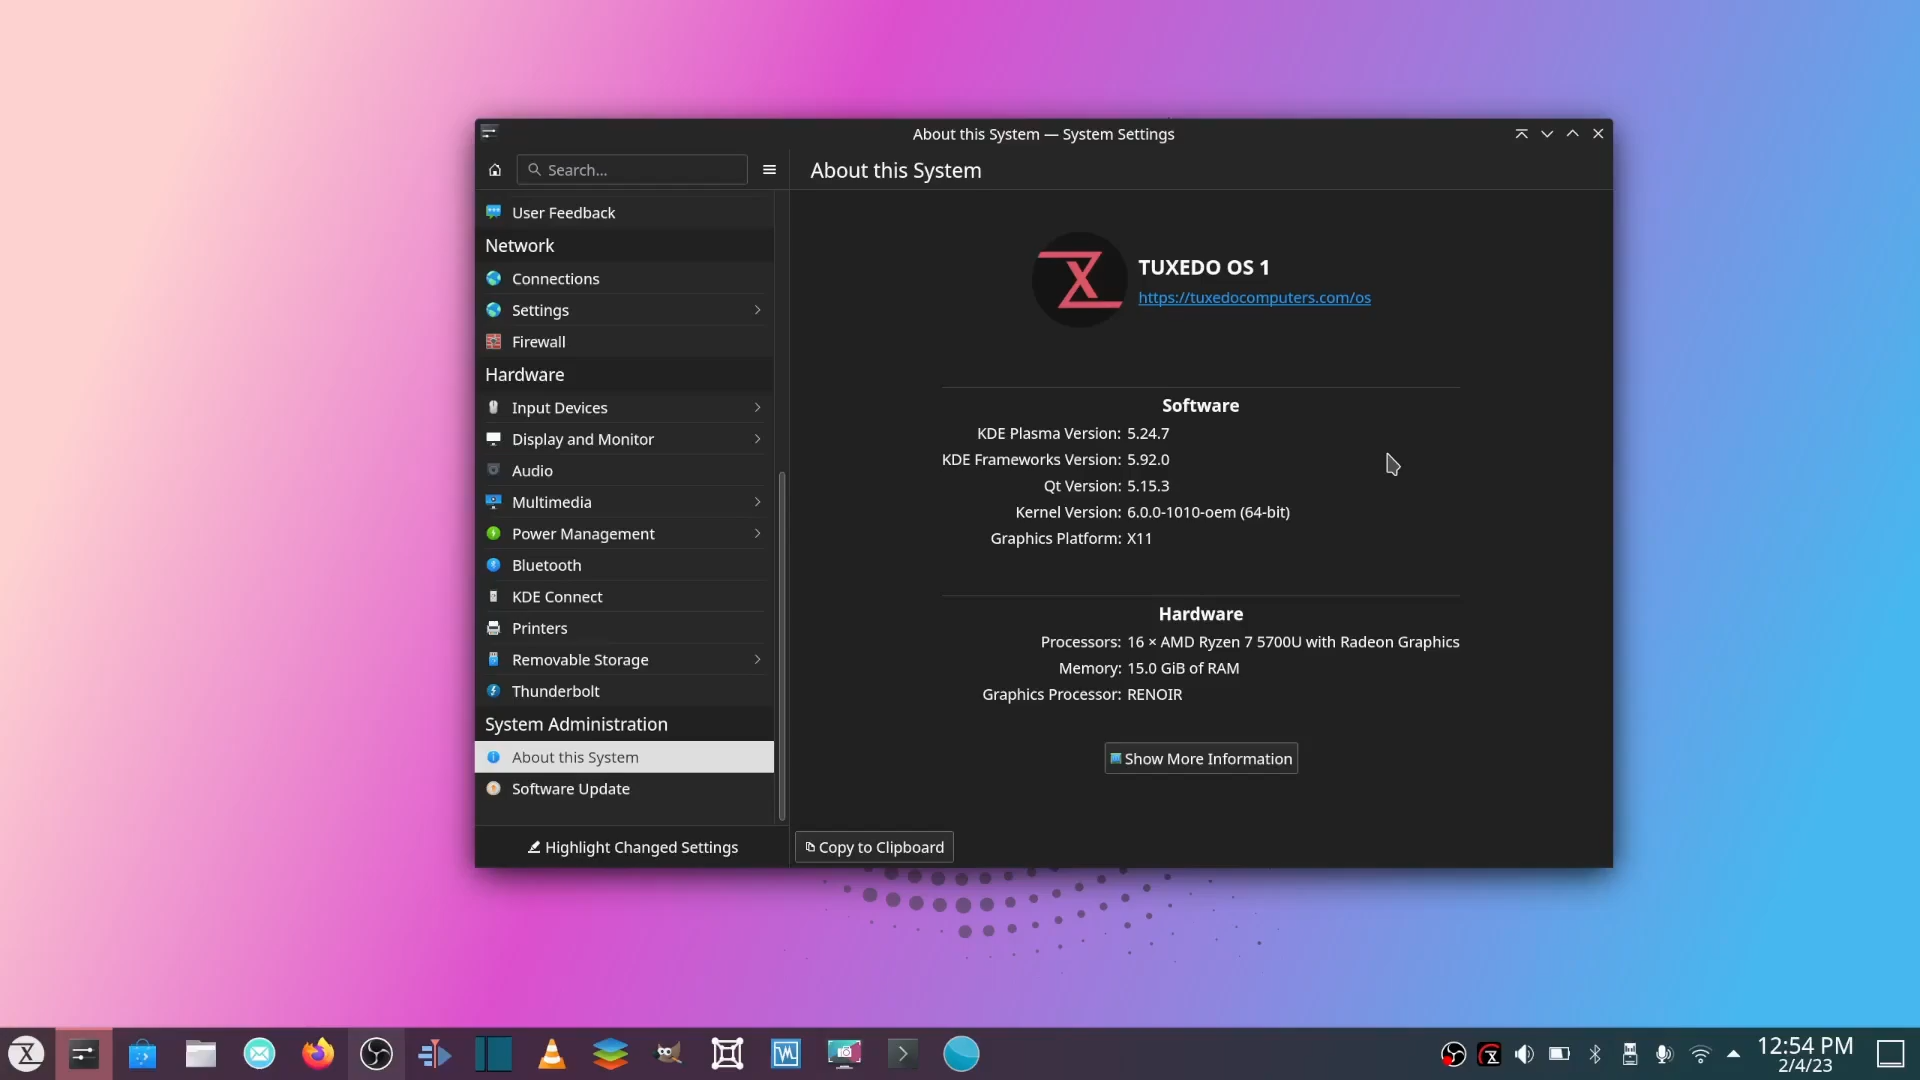 About this System — System Settings
Search...
About this System
User Feedback
Network
Connections
Settings
Firewall
Hardware
Input Devices
Display and Monitor
Audio
Multimedia
Power Management
Bluetooth
KDE Connect
Printers
Removable Storage
Thunderbolt
System Administration
About this System
Software Update
Highlight Changed Settings
TUXEDO OS 1
https://tuxedocomputers.com/os
Software
KDE Plasma Version: 5.24.7
KDE Frameworks Version: 5.92.0
Qt Version: 5.15.3
Kernel Version: 6.0.0-1010-oem (64-bit)
Graphics Platform: X11
Hardware
Processors: 16 × AMD Ryzen 7 5700U with Radeon Graphics
Memory: 15.0 GiB of RAM
Graphics Processor: RENOIR
Show More Information
Copy to Clipboard
12:54 PM
2/4/23